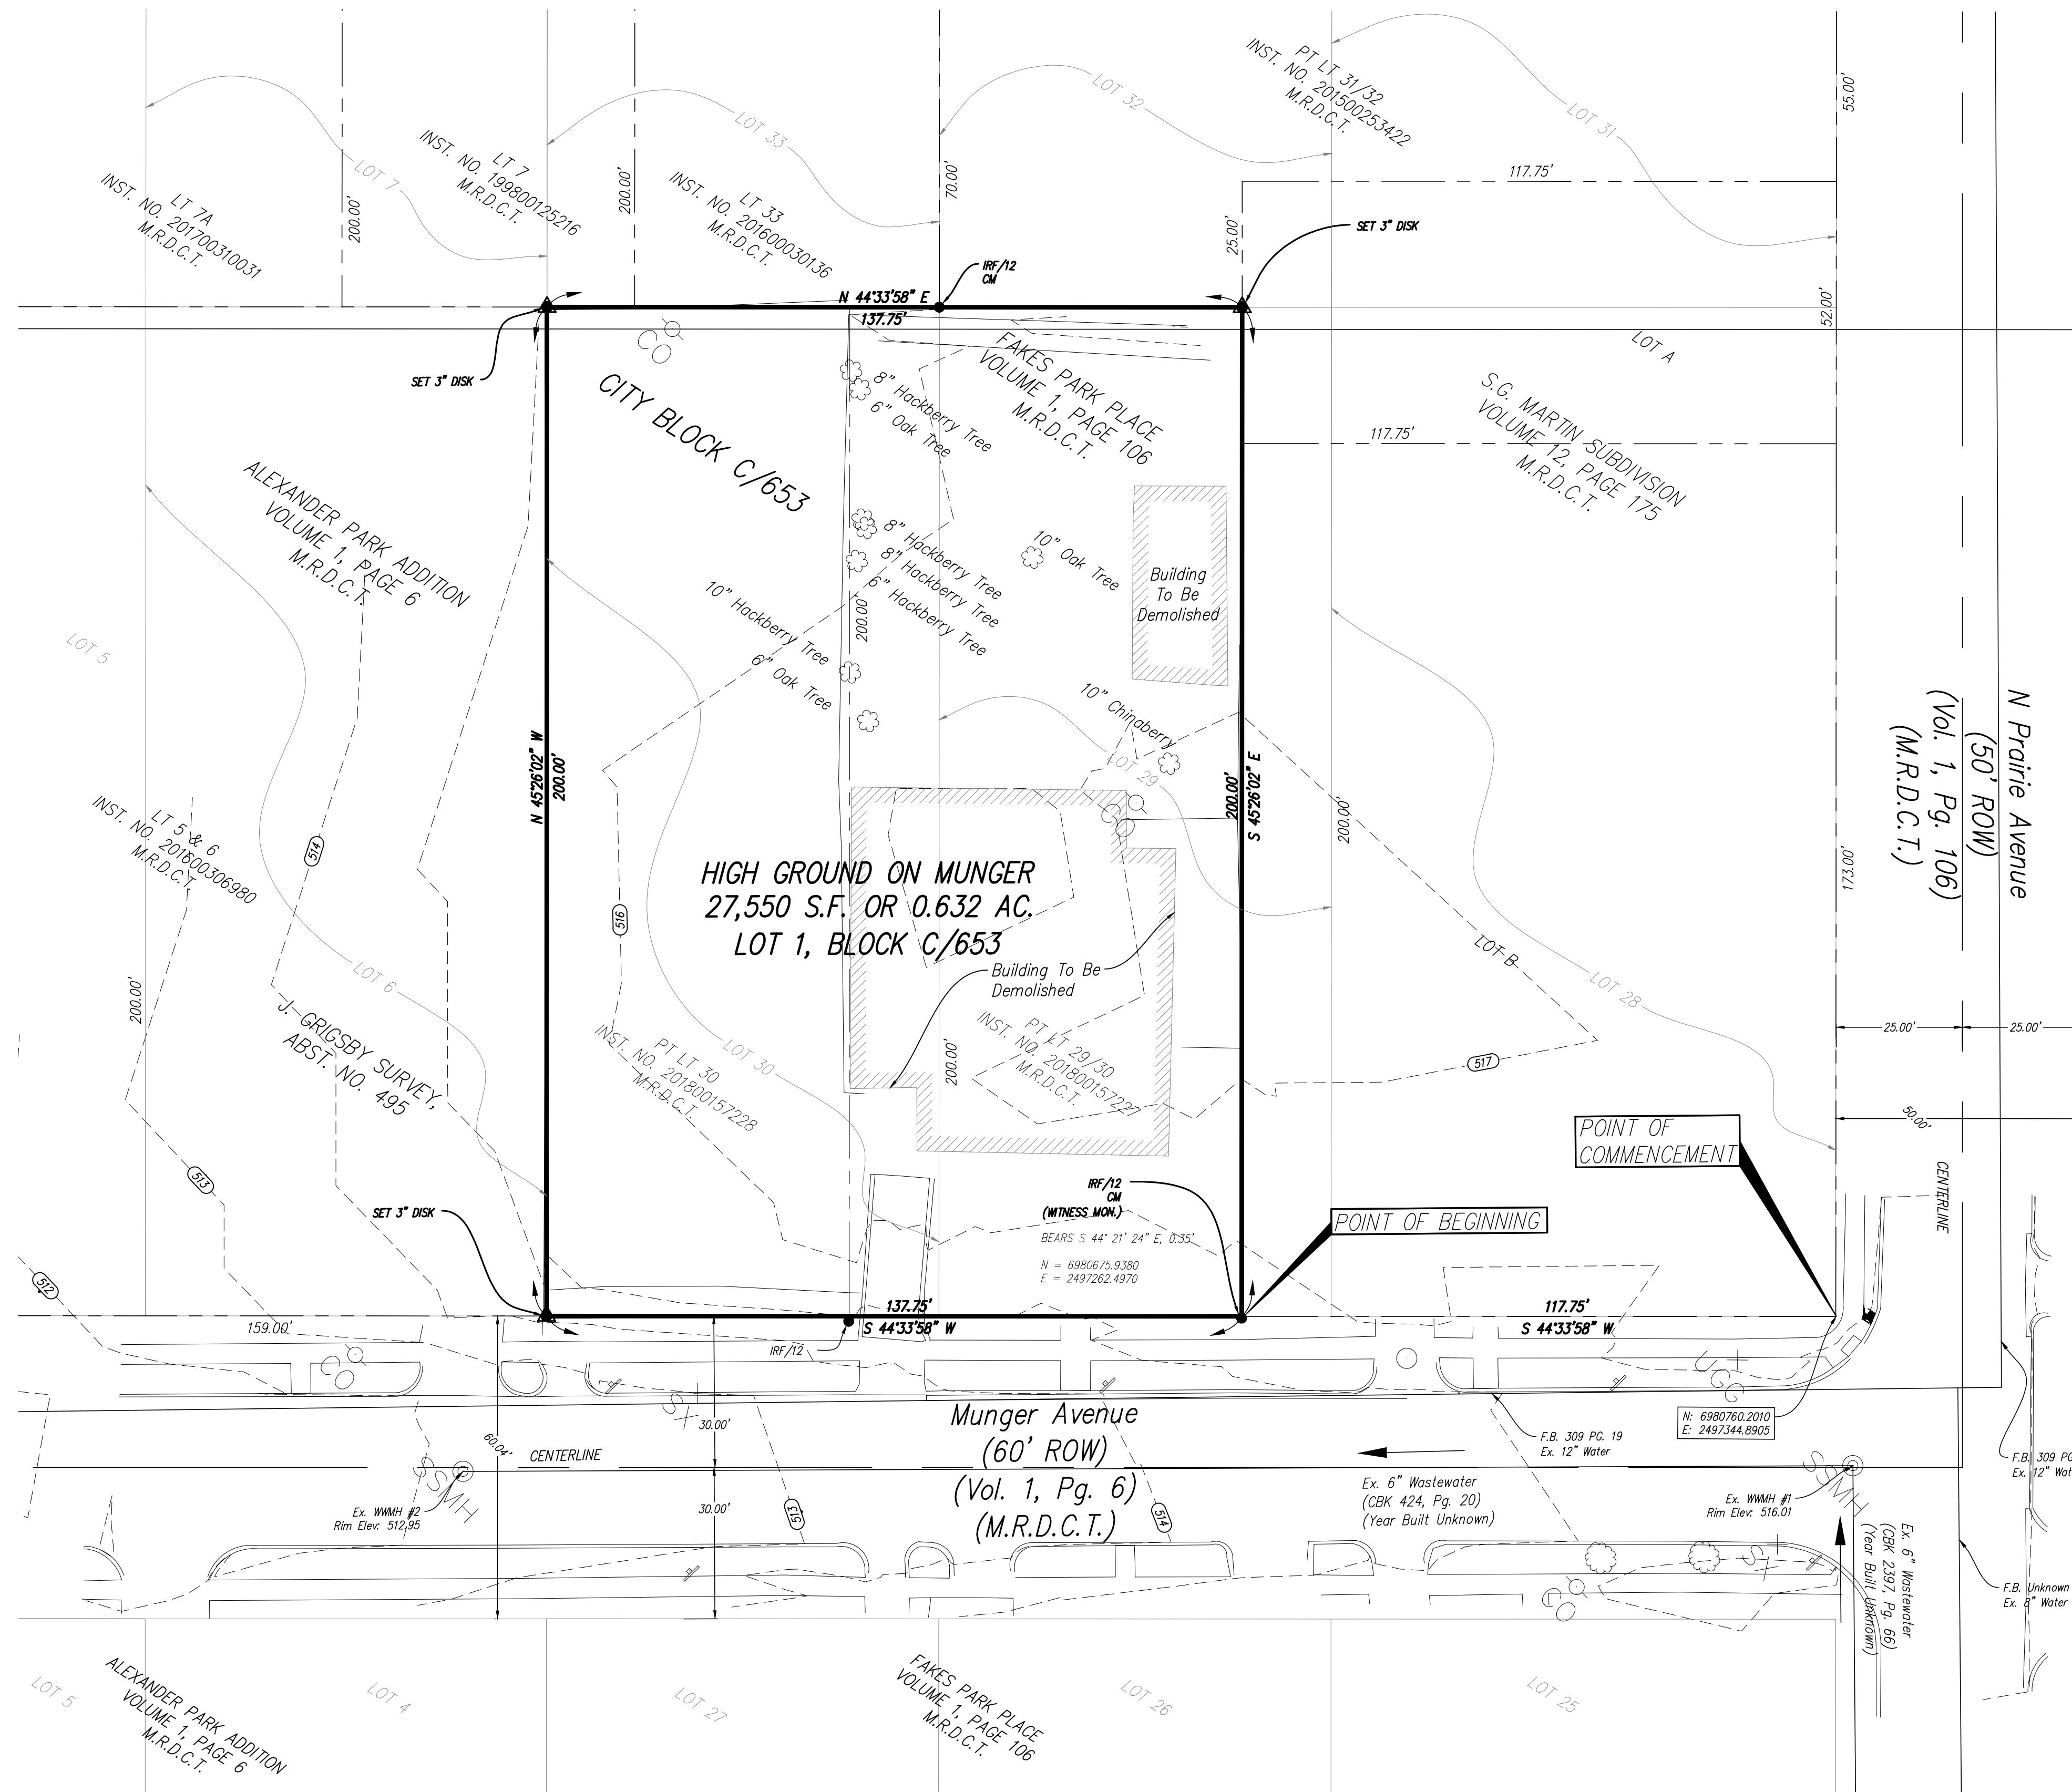 LT 7A
INST. NO. 201700310031
M.R.D.C.T.
200.00'
LOT 7
LT 7
INST. NO. 199800125216
M.R.D.C.T.
200.00'
LOT 33
LT 33
INST. NO. 201600030136
M.R.D.C.T.
70.00'
LOT 32
PT LT 31/32
INST. NO. 201500253422
M.R.D.C.T.
LOT 31
55.00'
117.75'
25.00'
SET 3" DISK
IRF/12
CM
N 44°33'58" E
137.75'
SET 3" DISK
52.00'
LOT A
CO
CITY BLOCK C/653
FAKES PARK PLACE
VOLUME 1, PAGE 106
M.R.D.C.T.
8" Hackberry Tree
6" Oak Tree
117.75'
S.G. MARTIN SUBDIVISION
VOLUME 12, PAGE 175
M.R.D.C.T.
ALEXANDER PARK ADDITION
VOLUME 1, PAGE 6
M.R.D.C.T.
8" Hackberry Tree
8" Hackberry Tree
6" Hackberry Tree
10" Oak Tree
Building
To Be
Demolished
10" Hackberry Tree
6" Oak Tree
200.00
LOT 5
10" Chinaberry
LOT 29
CO
N 45°26'02" W
200.00'
200.00'
S 45°26'02" E
200.00'
N Prairie Avenue
(50' ROW)
(Vol. 1, Pg. 106)
(M.R.D.C.T.)
173.00'
LT 5 & 6
INST. NO. 201600306980
M.R.D.C.T.
514
516
HIGH GROUND ON MUNGER
27,550 S.F. OR 0.632 AC.
LOT 1, BLOCK C/653
LOT B
Building To Be
Demolished
LOT 6
200.00'
LOT 28
25.00'
25.00'
J. GRIGSBY SURVEY,
ABST. NO. 495
PT LT 30
INST. NO. 201800157228
M.R.D.C.T.
LOT 30
200.00'
PT LT 29/30
INST. NO. 201800157227
M.R.D.C.T.
517
50.00'
POINT OF
COMMENCEMENT
CENTERLINE
513
SET 3" DISK
IRF/12
CM
(WITNESS MON.)
BEARS S 44° 21' 24" E, 0.35'
N = 6980675.9380
E = 2497262.4970
POINT OF BEGINNING
512
159.00'
137.75'
S 44°33'58" W
117.75'
S 44°33'58" W
IRF/12
CO
UGC
60.04'
30.00'
CENTERLINE
30.00'
Munger Avenue
(60' ROW)
(Vol. 1, Pg. 6)
(M.R.D.C.T.)
F.B. 309 PG. 19
Ex. 12" Water
N: 6980760.2010
E: 2497344.8905
F.B. 309 PG
Ex. 12" Wat
SSMH
Ex. WWMH #2
Rim Elev: 512.95
513
514
Ex. 6" Wastewater
(CBK 424, Pg. 20)
(Year Built Unknown)
SSMH
Ex. WWMH #1
Rim Elev: 516.01
Ex. 6" Wastewater
(CBK 2397, Pg. 66)
(Year Built Unknown)
CO
F.B. Unknown
Ex. 8" Water
ALEXANDER PARK ADDITION
VOLUME 1, PAGE 6
M.R.D.C.T.
LOT 5
LOT 4
LOT 27
FAKES PARK PLACE
VOLUME 1, PAGE 106
M.R.D.C.T.
LOT 26
LOT 25